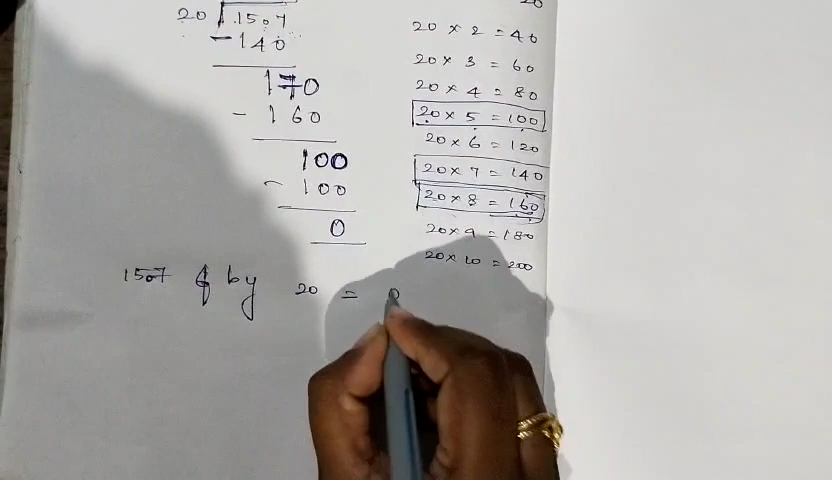 20
20 .1507
- 140
170
- 160
100
- 100
0
20 × 2 = 40
20 × 3 = 60
20 × 4 = 80
20 × 5 = 100
20 × 6 = 120
20 × 7 = 140
20 × 8 = 160
20 × 9 = 180
20 × 10 = 200
1507 by 20 = 0